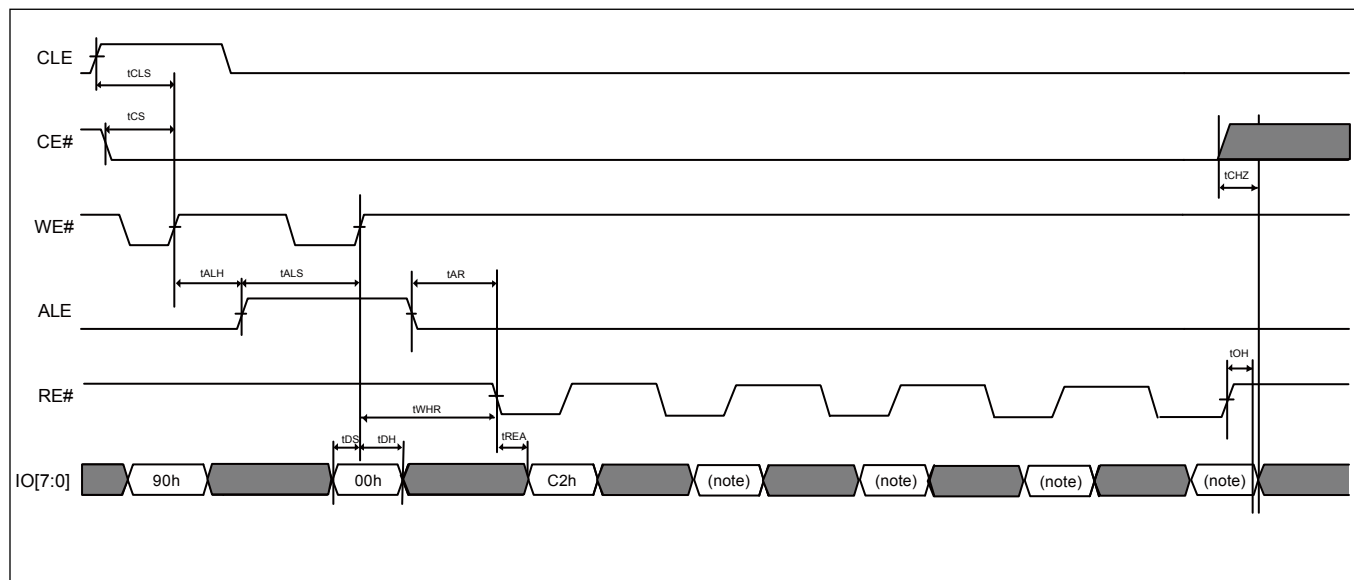 CLE
tCLS
CE#
tCS
tCHZ
WE#
tALH tALS tAR
ALE
tOH
RE#
tWHR
tDS tDH tREA
IO[7:0] 90h 00h C2h (note) (note) (note) (note)